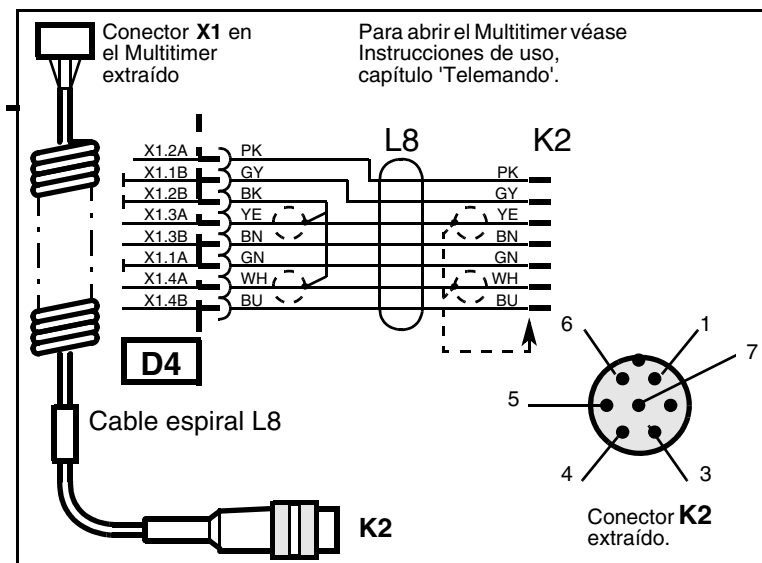 Conector X1 en
el Multitimer
extraído
Para abrir el Multitimer véase
Instrucciones de uso,
capítulo 'Telemando'.
L8
K2
X1.2A PK PK
X1.1B GY GY
X1.2B BK
X1.3A YE YE
X1.3B BN BN
X1.1A GN GN
X1.4A WH WH
X1.4B BU BU
D4
6
1
7
5
4
3
Cable espiral L8
K2
Conector K2
extraído.